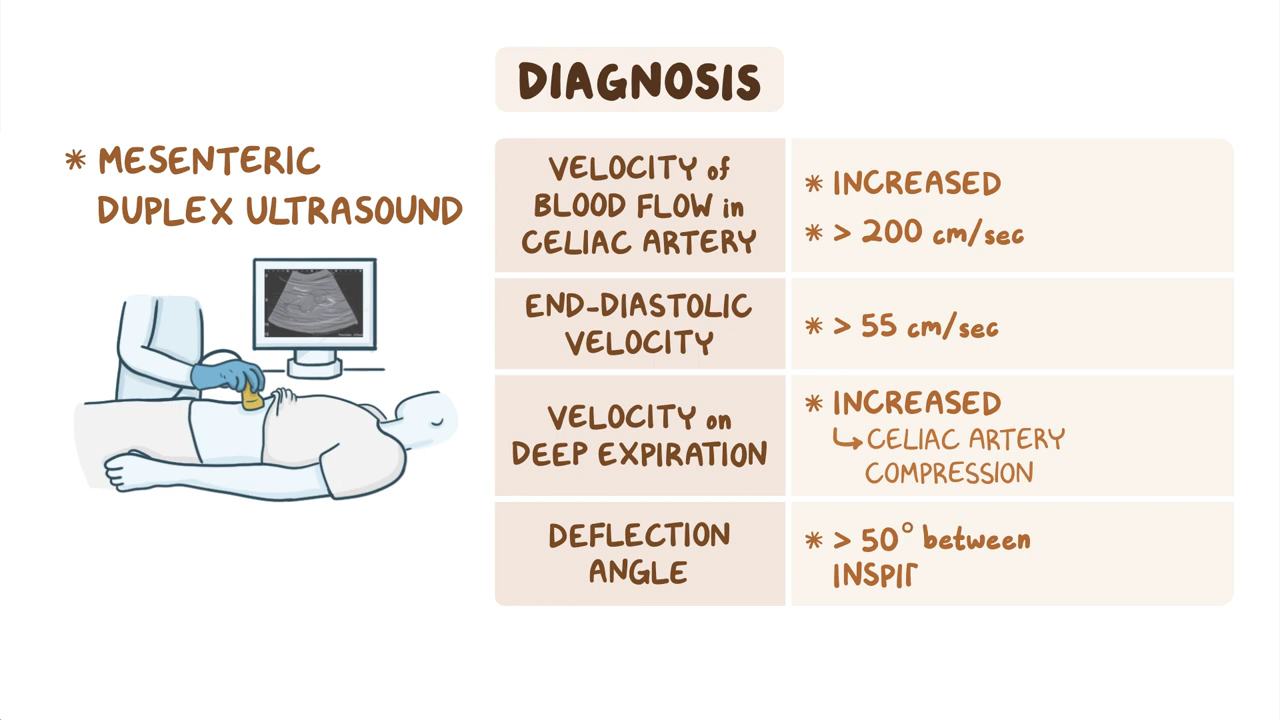 DIAGNOSIS
* MESENTERIC
DUPLEX ULTRASOUND
VELOCITY of
BLOOD FLOW in
CELIAC ARTERY
* INCREASED
* > 200 cm/sec
END-DIASTOLIC
VELOCITY
* > 55 cm/sec
VELOCITY on
DEEP EXPIRATION
* INCREASED
↳ CELIAC ARTERY
COMPRESSION
DEFLECTION
ANGLE
* > 50° between